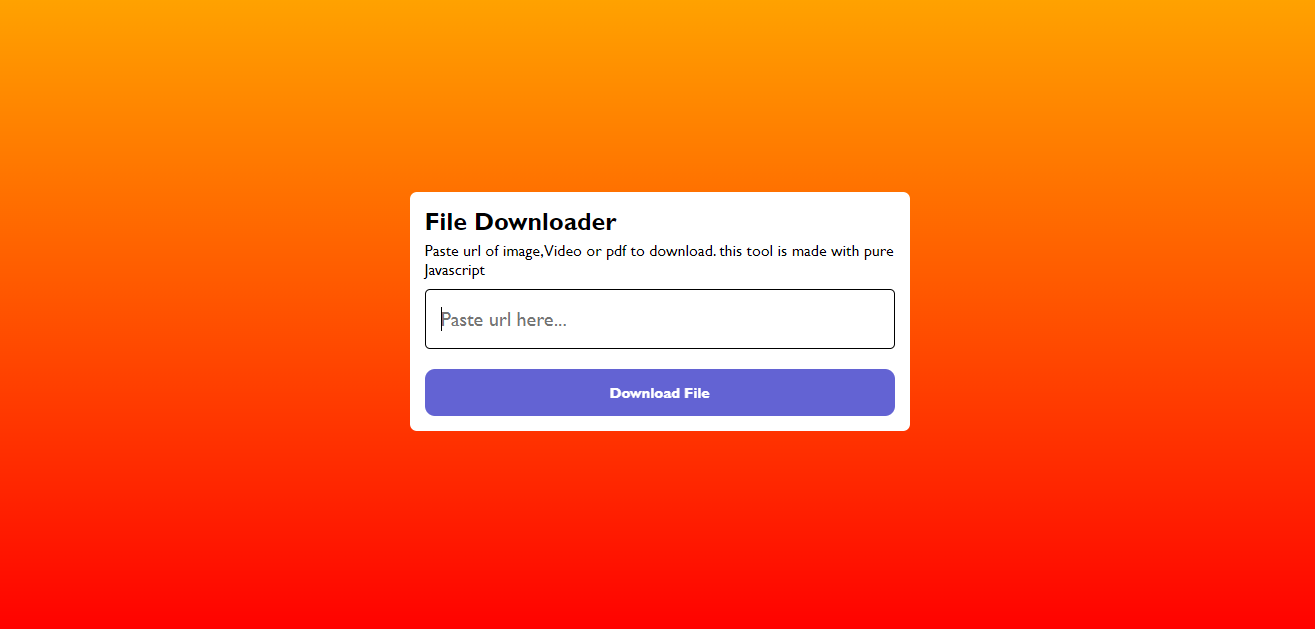 File Downloader
Paste url of image,Video or pdf to download. this tool is made with pure
Javascript
Paste url here...
Download File